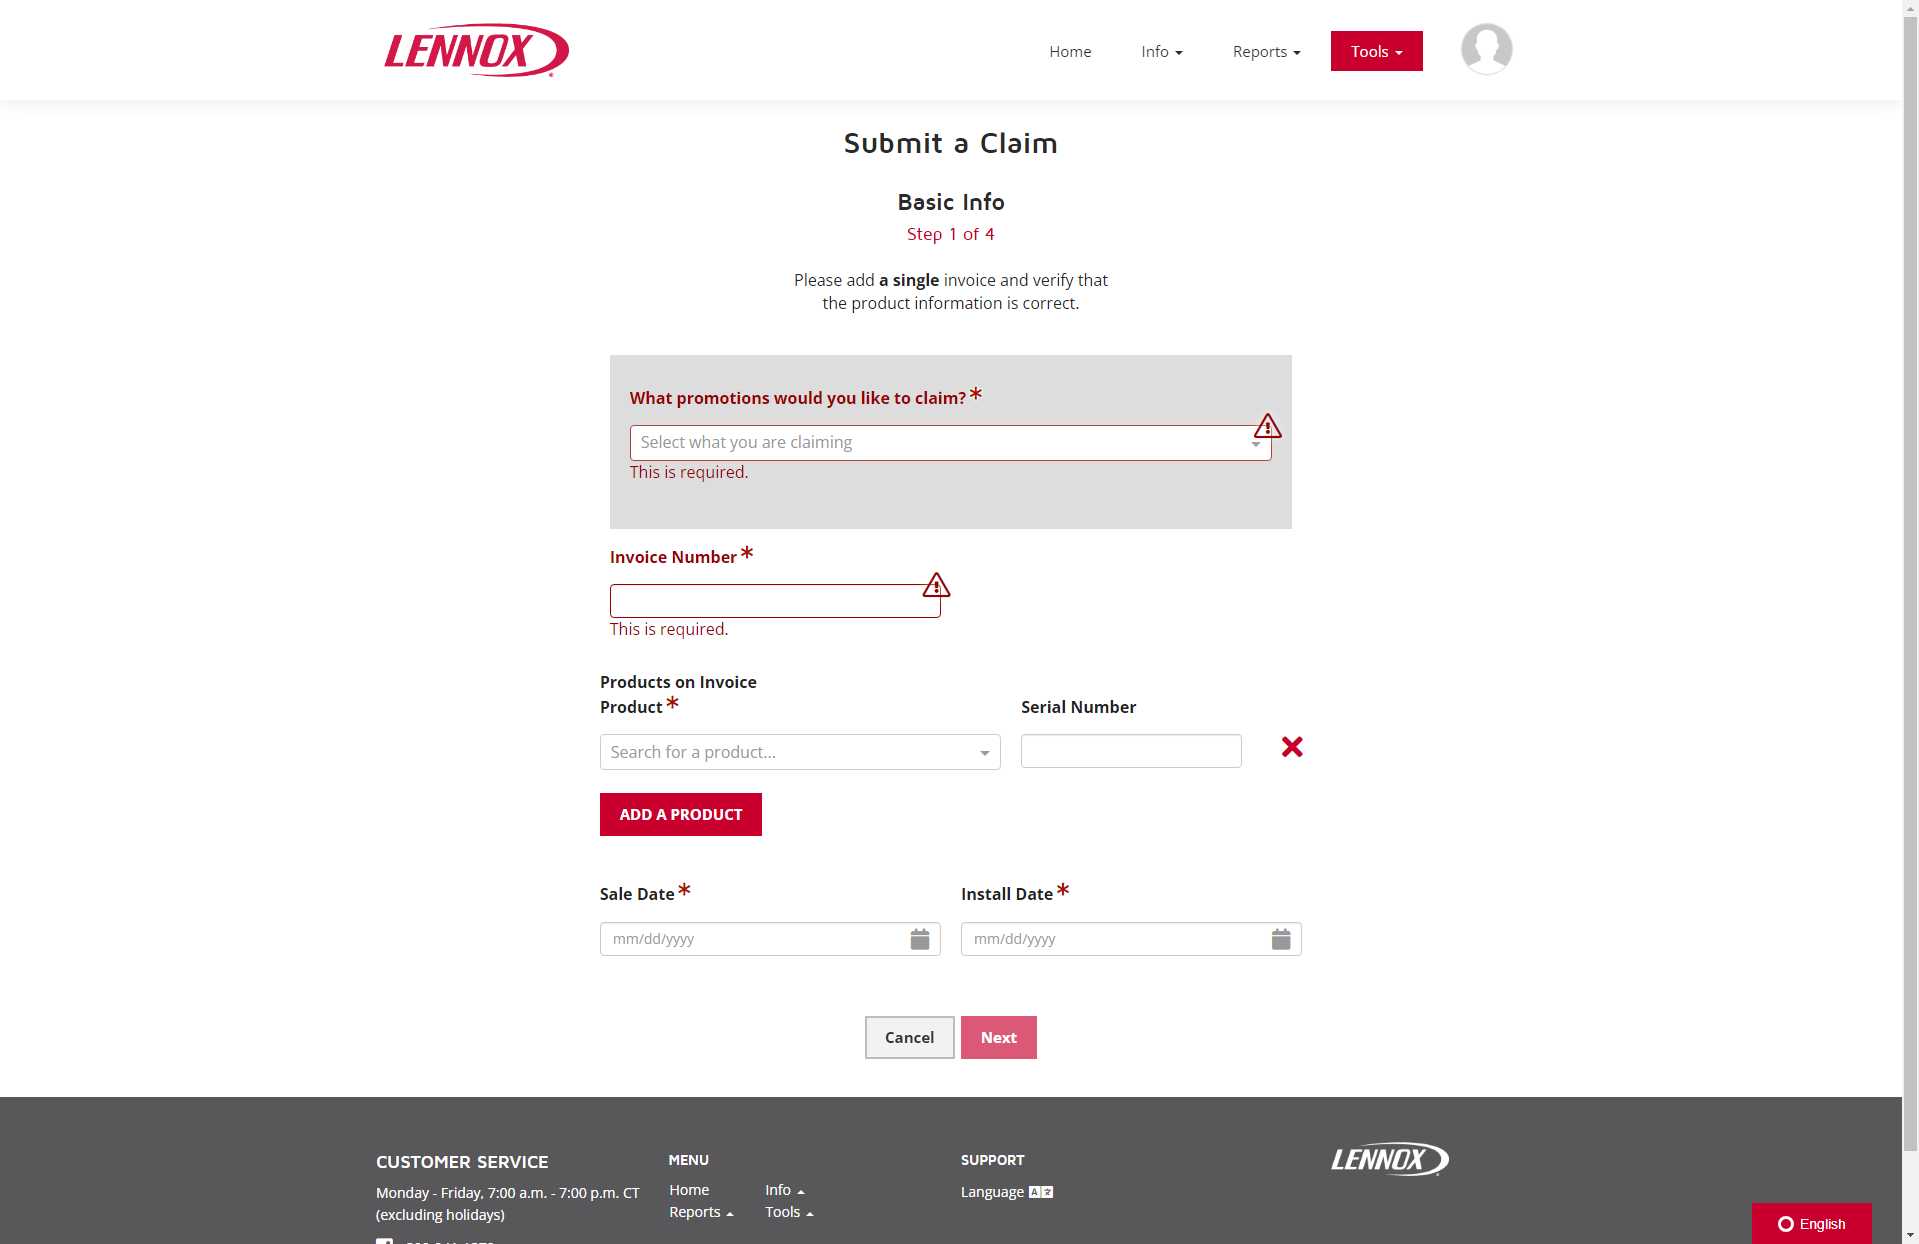 LENNOX
Home
Info
Reports
Tools
Submit a Claim
Basic Info
Step 1 of 4
Please add a single invoice and verify that
the product information is correct.
What promotions would you like to claim? *
Select what you are claiming
This is required.
Invoice Number *
This is required.
Products on Invoice
Product *
Serial Number
Search for a product...
ADD A PRODUCT
Sale Date *
Install Date *
mm/dd/yyyy
mm/dd/yyyy
Cancel
Next
CUSTOMER SERVICE
Monday - Friday, 7:00 a.m. - 7:00 p.m. CT
(excluding holidays)
MENU
Home
Info
Reports
Tools
SUPPORT
Language
LENNOX
English